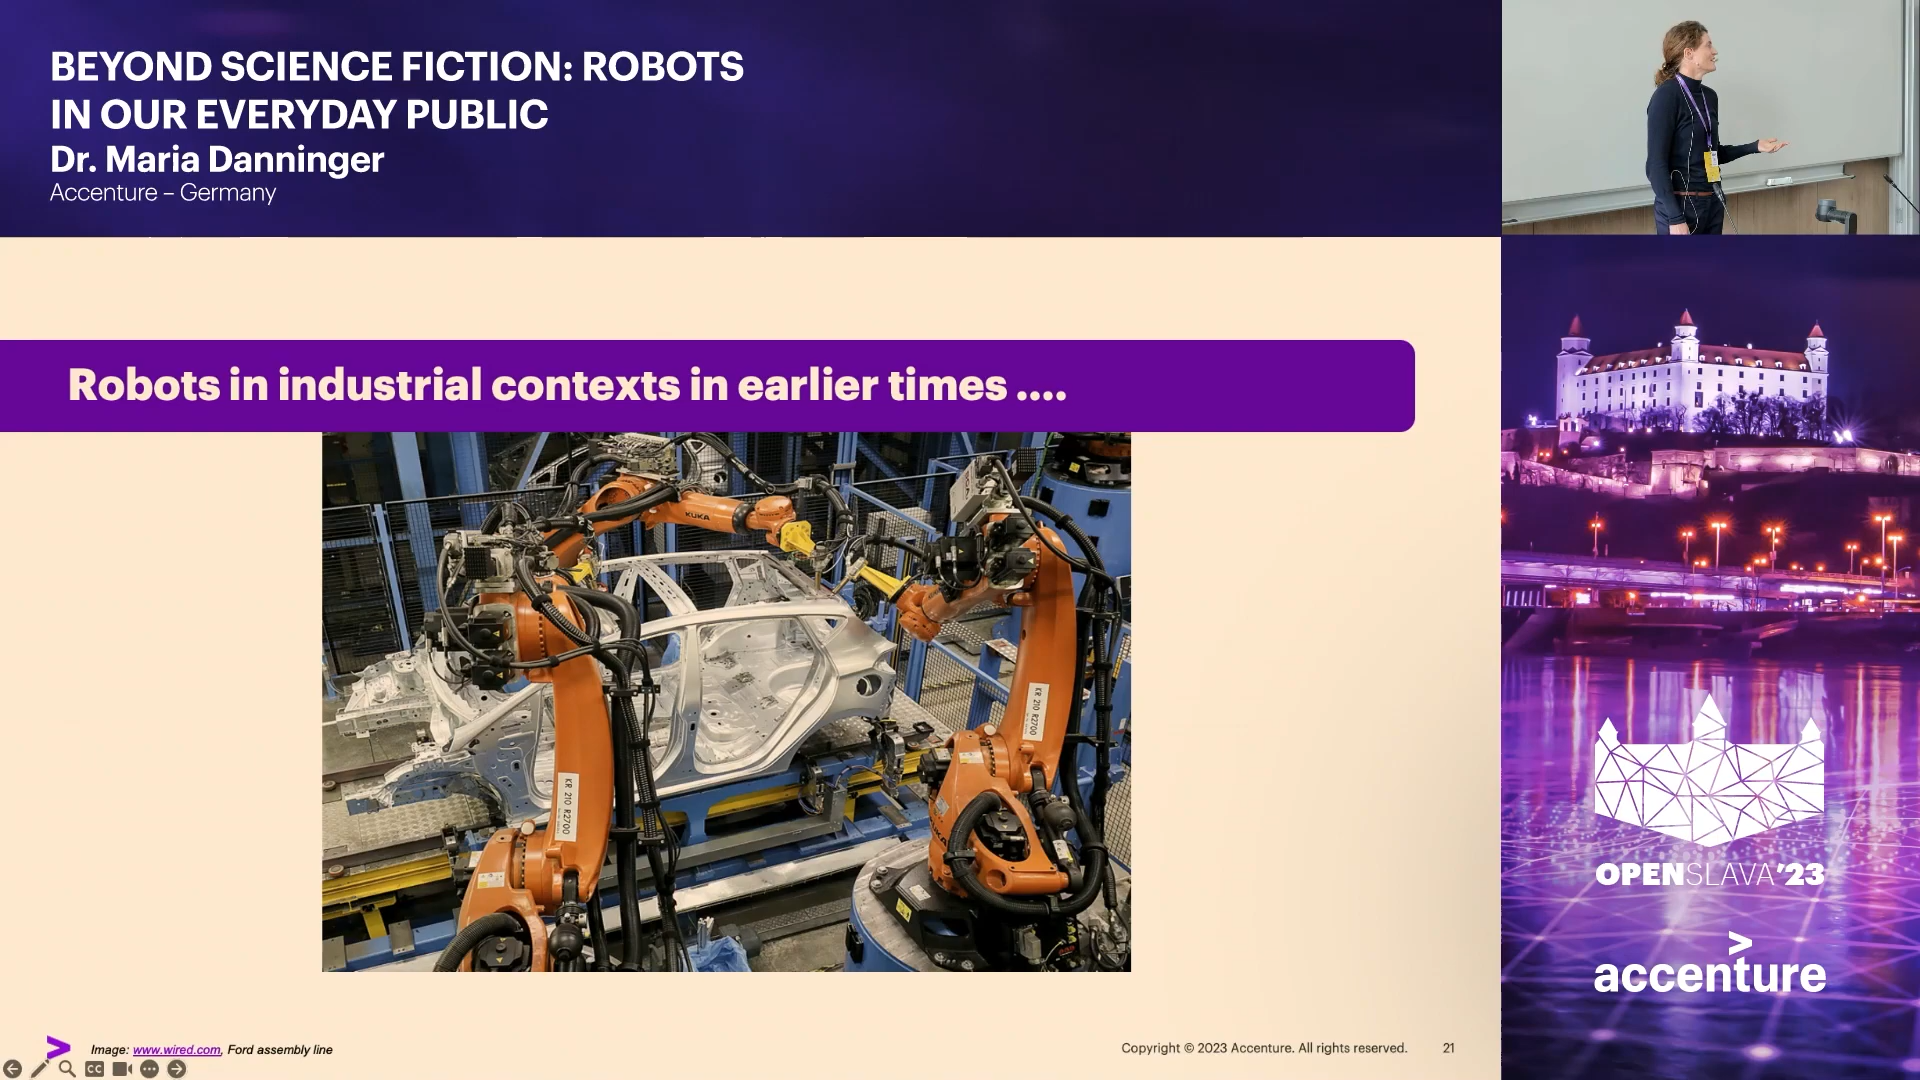 BEYOND SCIENCE FICTION: ROBOTS
IN OUR EVERYDAY PUBLIC
Dr. Maria Danninger
Accenture – Germany
Robots in industrial contexts in earlier times ....
KUKA
KR 210 R2700
KR 210 R2700
OPENSLAVA'23
>
accenture
Image: www.wired.com, Ford assembly line
Copyright © 2023 Accenture. All rights reserved.
21
CC